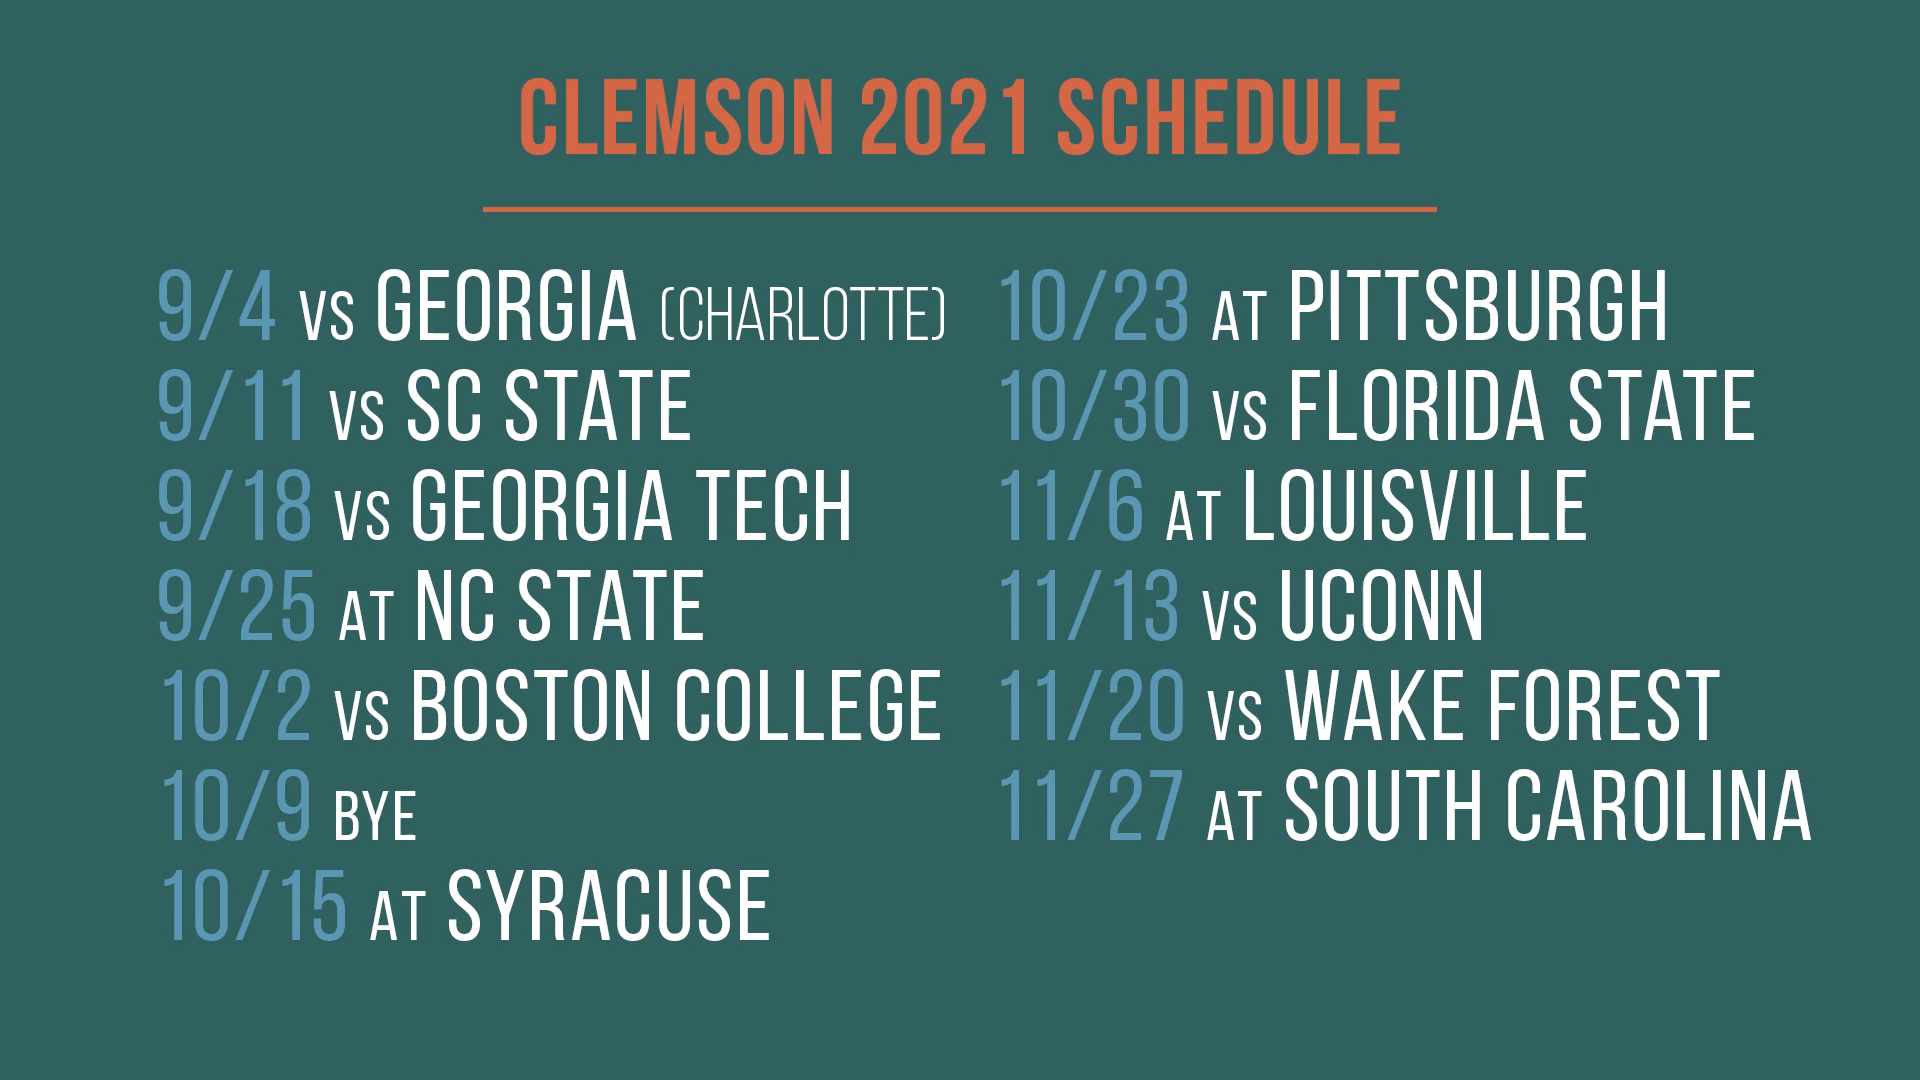 CLEMSON 2021 SCHEDULE
9/4 VS GEORGIA (CHARLOTTE)
9/11 VS SC STATE
9/18 VS GEORGIA TECH
9/25 AT NC STATE
10/2 VS BOSTON COLLEGE
10/9 BYE
10/15 AT SYRACUSE
10/23 AT PITTSBURGH
10/30 VS FLORIDA STATE
11/6 AT LOUISVILLE
11/13 VS UCONN
11/20 VS WAKE FOREST
11/27 AT SOUTH CAROLINA